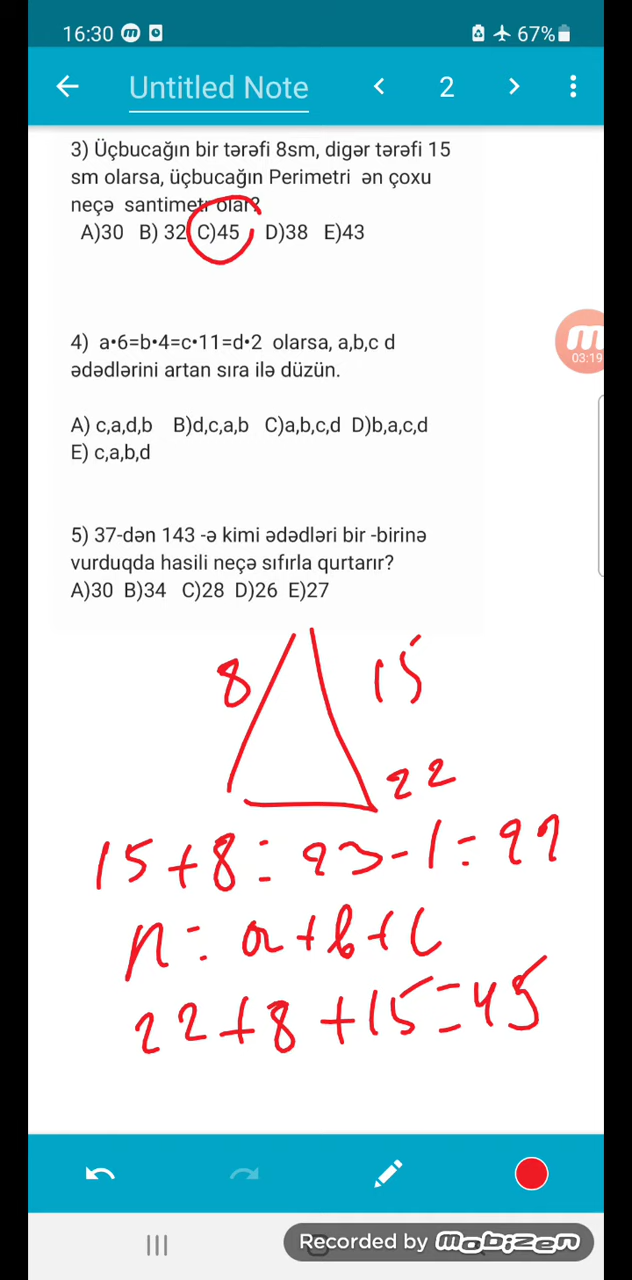 16:30 m 67%
Untitled Note < 2 >
3) Üçbucağın bir tərəfi 8sm, digər tərəfi 15
sm olarsa, üçbucağın Perimetri ən çoxu
neçə santimetr olar?
A)30 B) 32 C)45 D)38 E)43
4) a•6=b•4=c•11=d•2 olarsa, a,b,c d
ədədlərini artan sıra ilə düzün.
m
03:19
A) c,a,d,b B)d,c,a,b C)a,b,c,d D)b,a,c,d
E) c,a,b,d
5) 37-dən 143 -ə kimi ədədləri bir -birinə
vurduqda hasili neçə sıfırla qurtarır?
A)30 B)34 C)28 D)26 E)27
8 15
22
15+8=23-1=22
= a+b+c
22+8+15=45
Recorded by mobizen